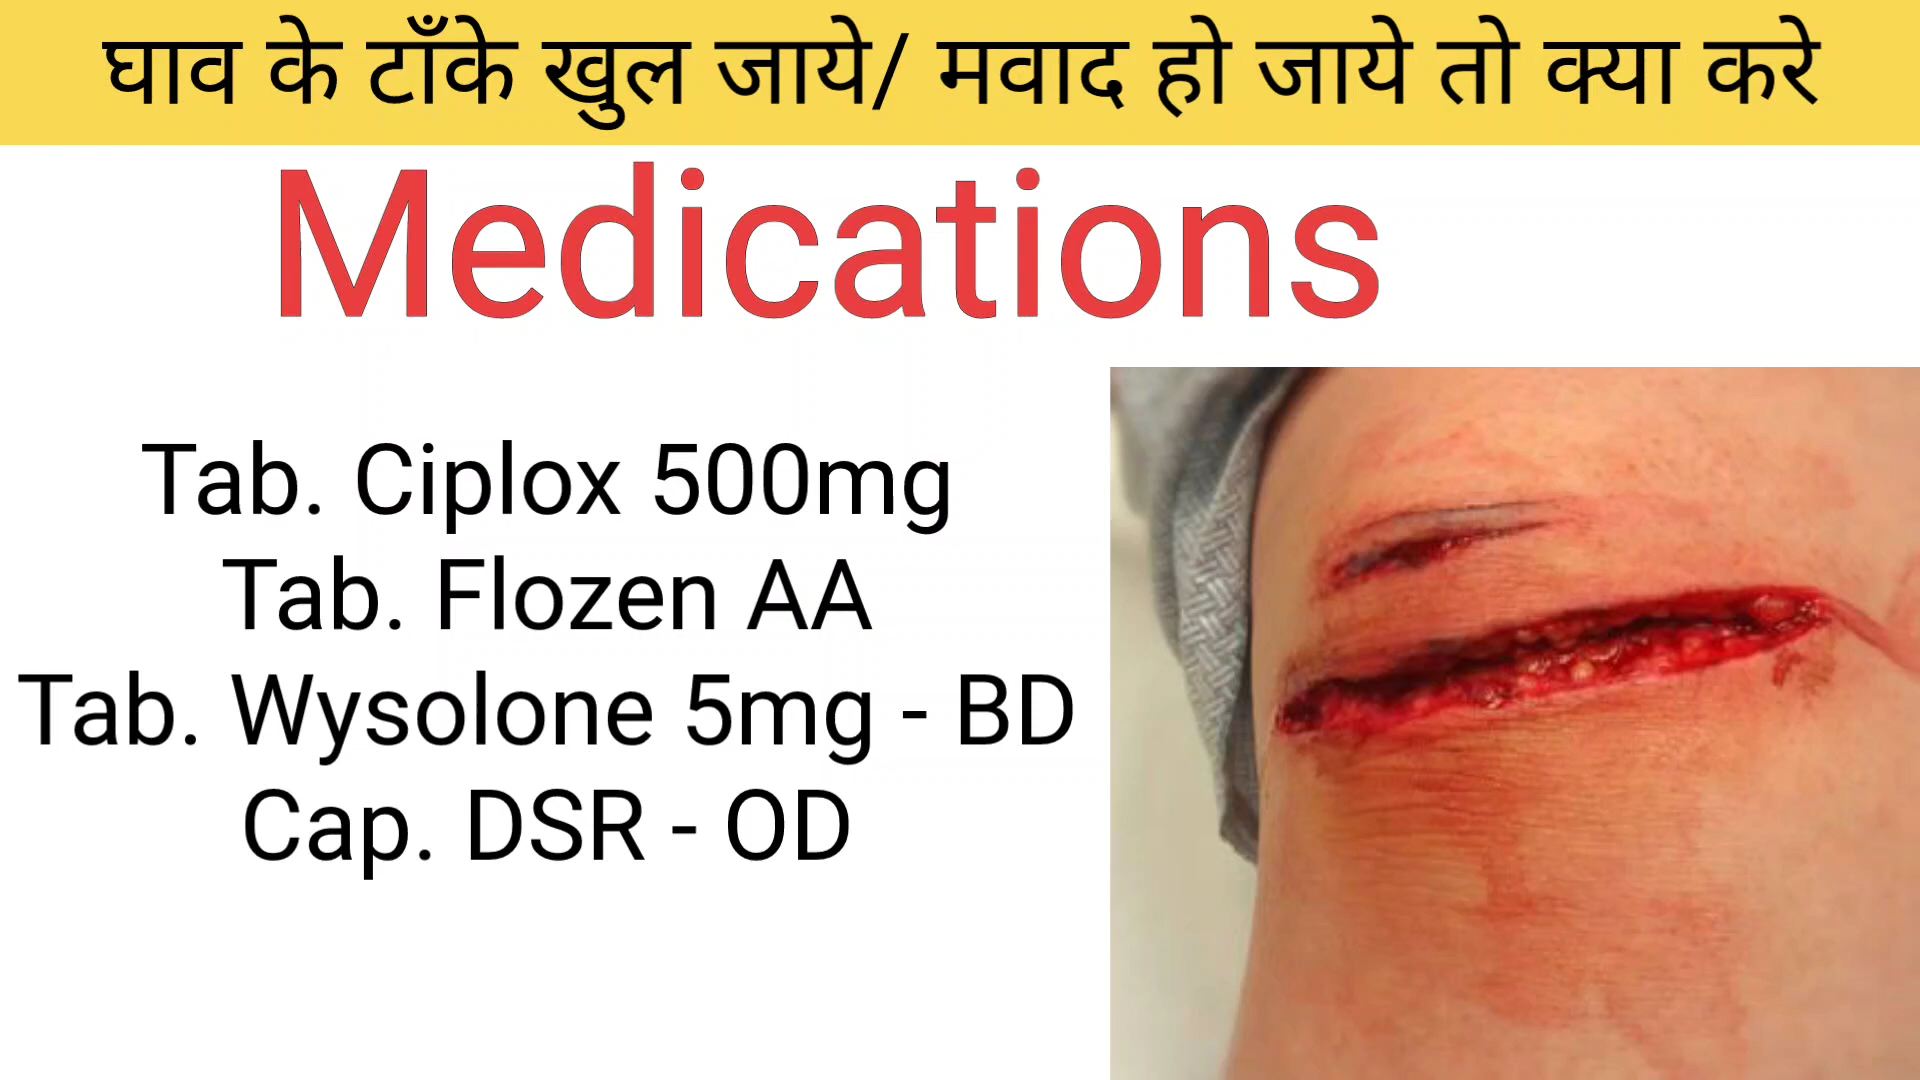 घाव के टाँके खुल जाये/ मवाद हो जाये तो क्या करे
Medications
Tab. Ciplox 500mg
Tab. Flozen AA
Tab. Wysolone 5mg - BD
Cap. DSR - OD